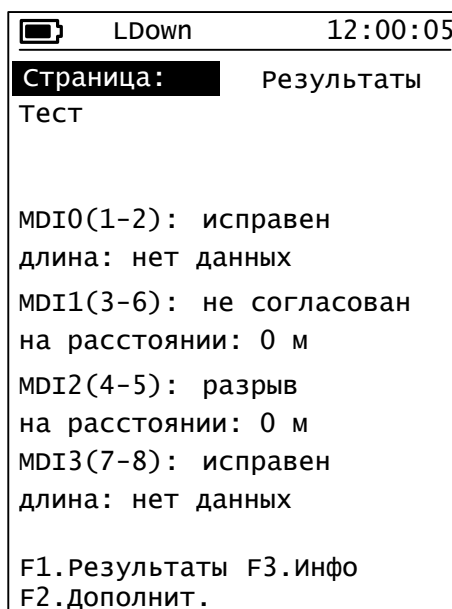 LDown 12:00:05
Страница: Результаты
Тест
MDI0(1-2): исправен
длина: нет данных
MDI1(3-6): не согласован
на расстоянии: 0 м
MDI2(4-5): разрыв
на расстоянии: 0 м
MDI3(7-8): исправен
длина: нет данных
F1.Результаты F3.Инфо
F2.Дополнит.